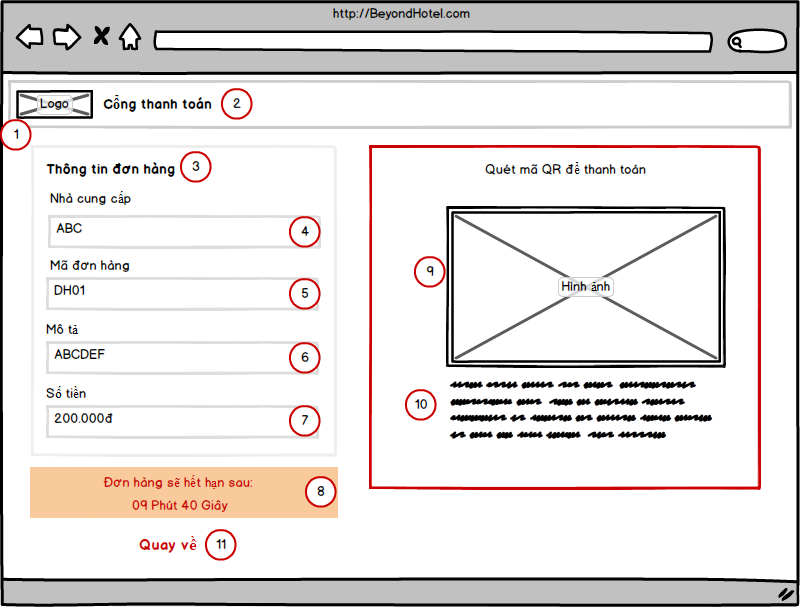 http://BeyondHotel.com
Logo
Cổng thanh toán
2
1
Thông tin đơn hàng
3
Nhà cung cấp
ABC
4
Mã đơn hàng
DH01
5
Mô tả
ABCDEF
6
Số tiền
200.000đ
7
Đơn hàng sẽ hết hạn sau:
09 Phút 40 Giây
8
Quay về
11
Quét mã QR để thanh toán
9
Hình ảnh
10